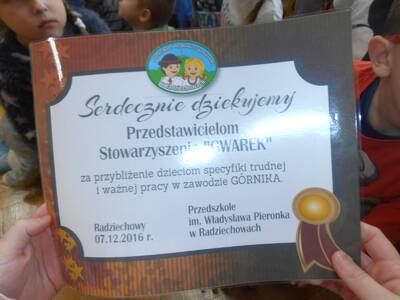 Serdecznie dziękujemy
Przedstawicielom
Stowarzyszenia "GWAREK"
za przybliżenie dzieciom specyfiki trudnej
i ważnej pracy w zawodzie GÓRNIKA.
Radziechowy
07.12.2016 r.
Przedszkole
im. Władysława Pieronka
w Radziechowach